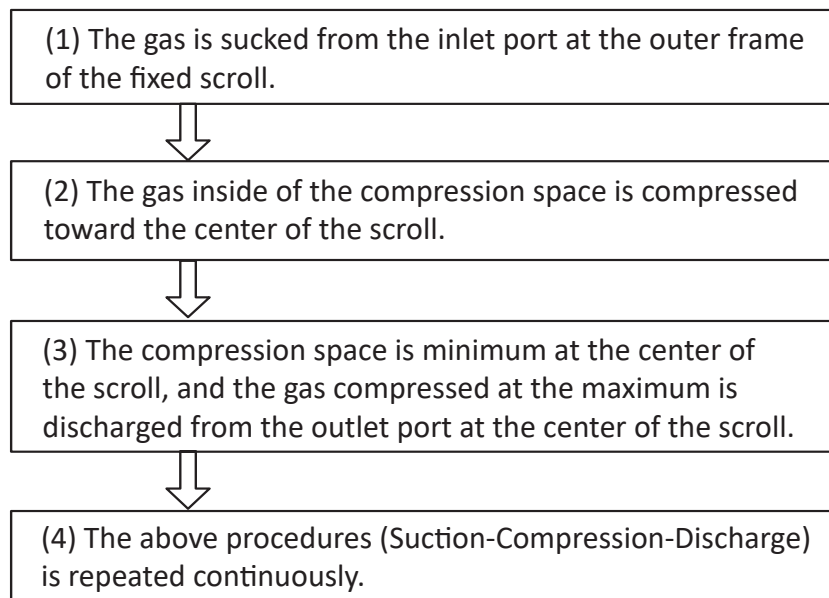 (1) The gas is sucked from the inlet port at the outer frame
of the fixed scroll.
(2) The gas inside of the compression space is compressed
toward the center of the scroll.
(3) The compression space is minimum at the center of
the scroll, and the gas compressed at the maximum is
discharged from the outlet port at the center of the scroll.
(4) The above procedures (Suction-Compression-Discharge)
is repeated continuously.